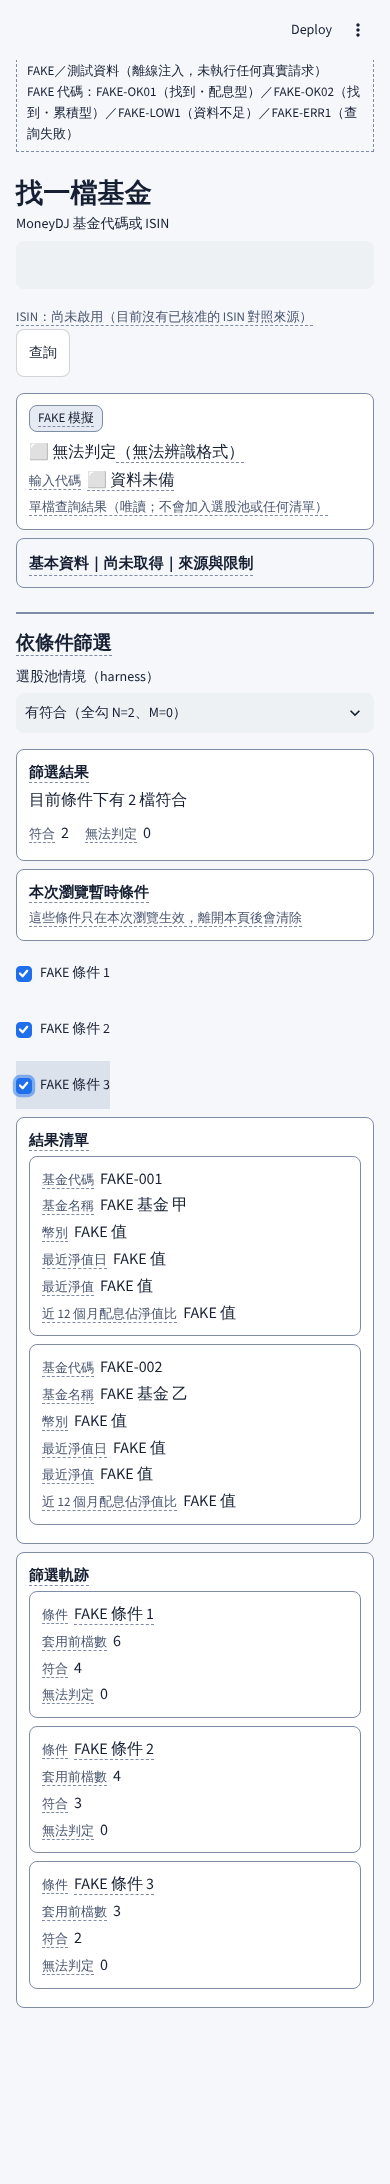 Deploy
FAKE／測試資料（離線注入，未執行任何真實請求）
FAKE 代碼：FAKE-OK01（找到・配息型）／FAKE-OK02（找
到・累積型）／FAKE-LOW1（資料不足）／FAKE-ERR1（查
詢失敗）
找一檔基金
MoneyDJ 基金代碼或 ISIN
ISIN：尚未啟用（目前沒有已核准的 ISIN 對照來源）
查詢
FAKE 模擬
⬜ 無法判定（無法辨識格式）
輸入代碼 ⬜ 資料未備
單檔查詢結果（唯讀；不會加入選股池或任何清單）
基本資料｜尚未取得｜來源與限制
依條件篩選
選股池情境（harness）
有符合（全勾 N=2、M=0）
篩選結果
目前條件下有 2 檔符合
符合 2 無法判定 0
本次瀏覽暫時條件
這些條件只在本次瀏覽生效，離開本頁後會清除
FAKE 條件 1
FAKE 條件 2
FAKE 條件 3
結果清單
基金代碼 FAKE-001
基金名稱 FAKE 基金 甲
幣別 FAKE 值
最近淨值日 FAKE 值
最近淨值 FAKE 值
近 12 個月配息佔淨值比 FAKE 值
基金代碼 FAKE-002
基金名稱 FAKE 基金 乙
幣別 FAKE 值
最近淨值日 FAKE 值
最近淨值 FAKE 值
近 12 個月配息佔淨值比 FAKE 值
篩選軌跡
條件 FAKE 條件 1
套用前檔數 6
符合 4
無法判定 0
條件 FAKE 條件 2
套用前檔數 4
符合 3
無法判定 0
條件 FAKE 條件 3
套用前檔數 3
符合 2
無法判定 0